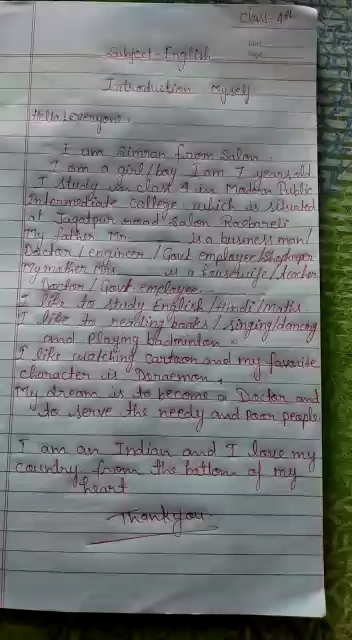 Class-4th
Date
Page
Subject-English
Introduction Myself
Hello Everyone!
I am Simran from Salon.
I am a girl/boy I am 7 years old
I study in class 4 in Modern Public
Intermediate college which is situated
at Jagatpur road Salon Raebareli
My father Mr. ______ is a business man/
Doctor/engineer/Govt employee/Shopkeeper
My mother Mrs. ______ is a housewife/teacher
Doctor/Govt employee
I like to study English/Hindi/maths.
I like to reading books/singing/dancing
and playing badminton.
I like watching cartoon and my favorite
character is Doraemon.
My dream is to become a Doctor and
to serve the needy and poor people
I am an Indian and I love my
country from the bottom of my
heart
Thankyou